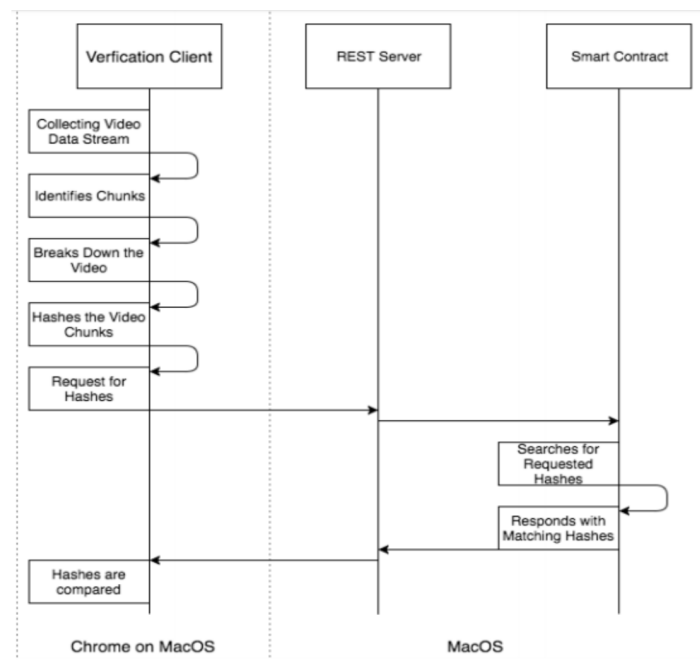 Verfication Client
REST Server
Smart Contract
Collecting Video
Data Stream
Identifies Chunks
Breaks Down the
Video
Hashes the Video
Chunks
Request for
Hashes
Searches for
Requested
Hashes
Responds with
Matching Hashes
Hashes are
compared
Chrome on MacOS
MacOS